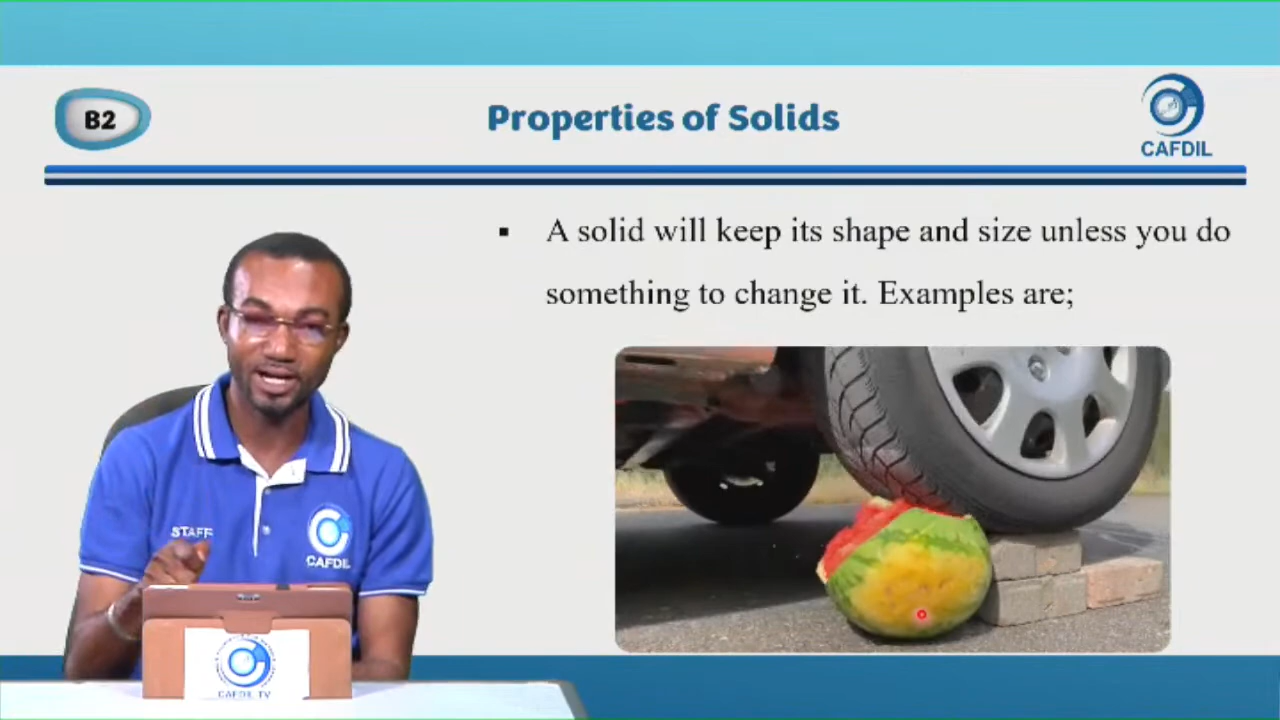 B2
Properties of Solids
CAFDIL
▪ A solid will keep its shape and size unless you do
something to change it. Examples are;
STAFF
CAFDIL
CAFDIL TV